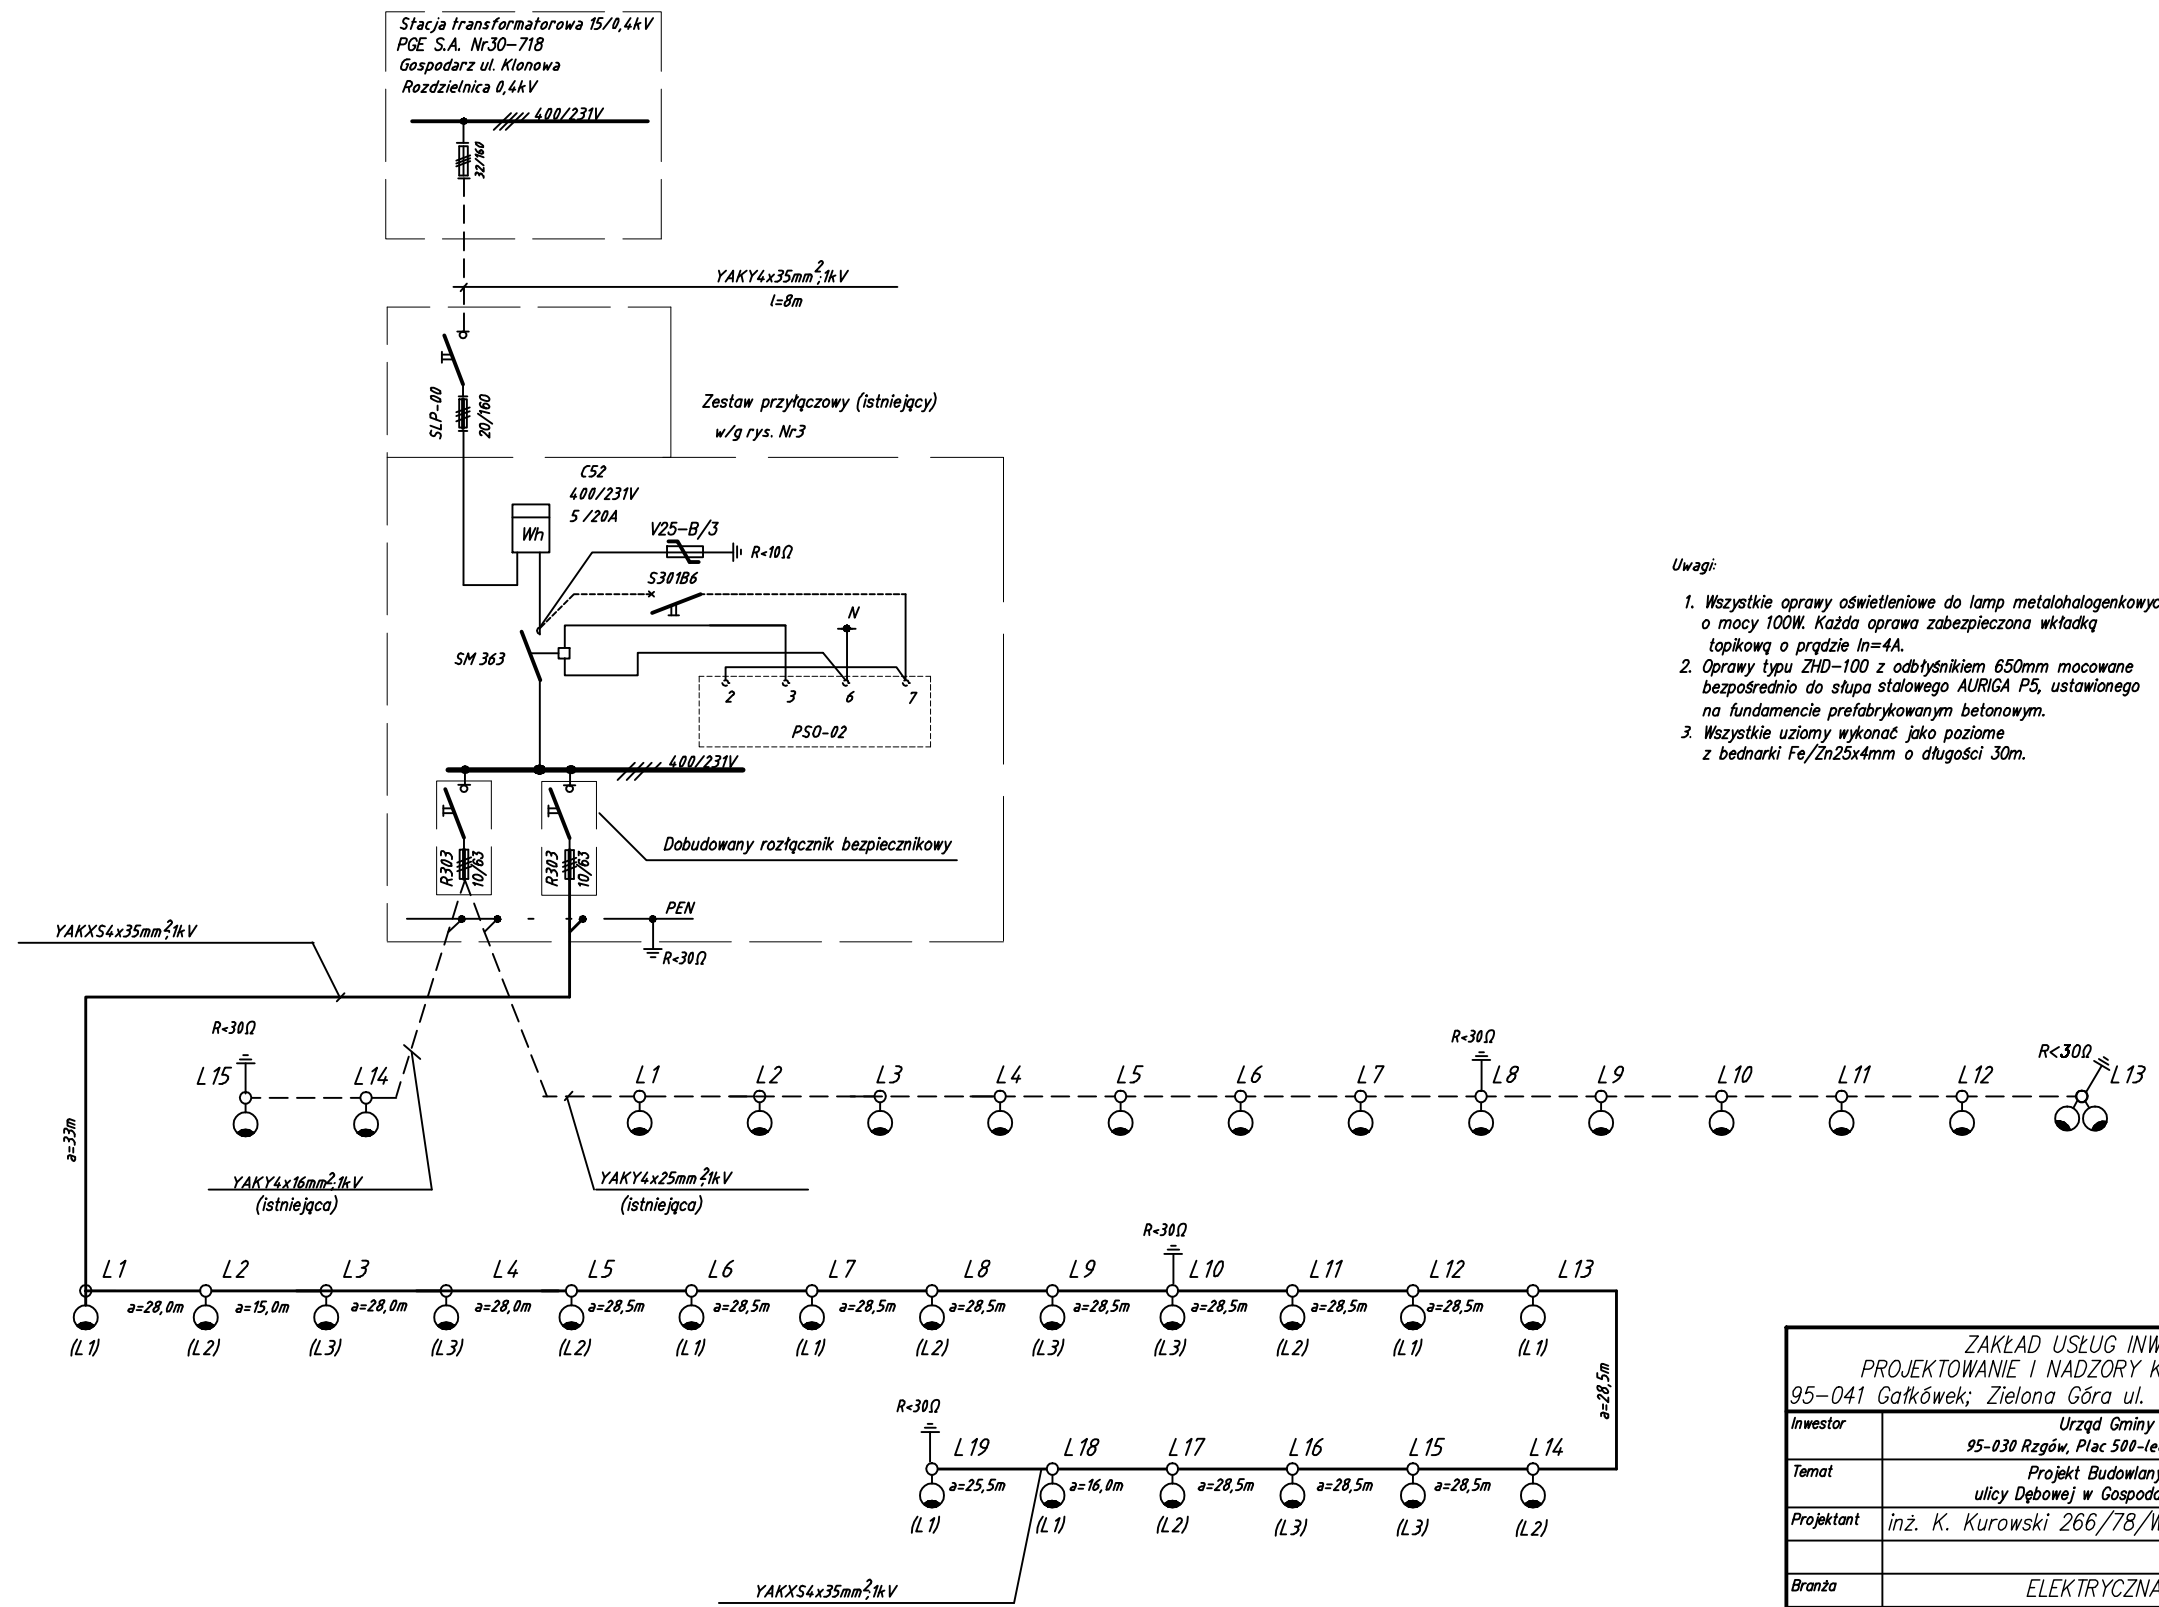 Stacja transformatorowa 15/0,4kV
PGE S.A. Nr30-718
Gospodarz ul. Klonowa
Rozdzielnica 0,4kV
400/231V
32/160
YAKY4x35mm²;1kV
l=8m
SLP-00
20/160
Zestaw przyłączowy (istniejący)
w/g rys. Nr3
C52
400/231V
5 /20A
Wh
V25-B/3
R<10Ω
S301B6
N
SM 363
2 3 6 7
PSO-02
400/231V
R303
10/63
R303
10/63
Dobudowany rozłącznik bezpiecznikowy
PEN
R<30Ω
YAKXS4x35mm²;1kV
Uwagi:
1. Wszystkie oprawy oświetleniowe do lamp metalohalogenkowyc
o mocy 100W. Każda oprawa zabezpieczona wkładką
topikową o prądzie In=4A.
2. Oprawy typu ZHD-100 z odbłyśnikiem 650mm mocowane
bezpośrednio do słupa stalowego AURIGA P5, ustawionego
na fundamencie prefabrykowanym betonowym.
3. Wszystkie uziomy wykonać jako poziome
z bednarki Fe/Zn25x4mm o długości 30m.
R<30Ω R<30Ω R<30Ω
L15 L14 L1 L2 L3 L4 L5 L6 L7 L8 L9 L10 L11 L12 L13
a=33m
YAKY4x16mm²;1kV
(istniejąca)
YAKY4x25mm²;1kV
(istniejąca)
R<30Ω
L1 L2 L3 L4 L5 L6 L7 L8 L9 L10 L11 L12 L13
a=28,0m a=15,0m a=28,0m a=28,0m a=28,5m a=28,5m a=28,5m a=28,5m a=28,5m a=28,5m a=28,5m a=28,5m
(L1) (L2) (L3) (L3) (L2) (L1) (L1) (L2) (L3) (L3) (L2) (L1) (L1)
a=28,5m
R<30Ω
L19 L18 L17 L16 L15 L14
a=25,5m a=16,0m a=28,5m a=28,5m a=28,5m
(L1) (L1) (L2) (L3) (L3) (L2)
YAKXS4x35mm²;1kV
ZAKŁAD USŁUG INW
PROJEKTOWANIE I NADZORY K
95-041 Gałkówek; Zielona Góra ul.
Inwestor
Urząd Gminy
95-030 Rzgów, Plac 500-le
Temat
Projekt Budowlany
ulicy Dębowej w Gospoda
Projektant
inż. K. Kurowski 266/78/W
Branża
ELEKTRYCZNA